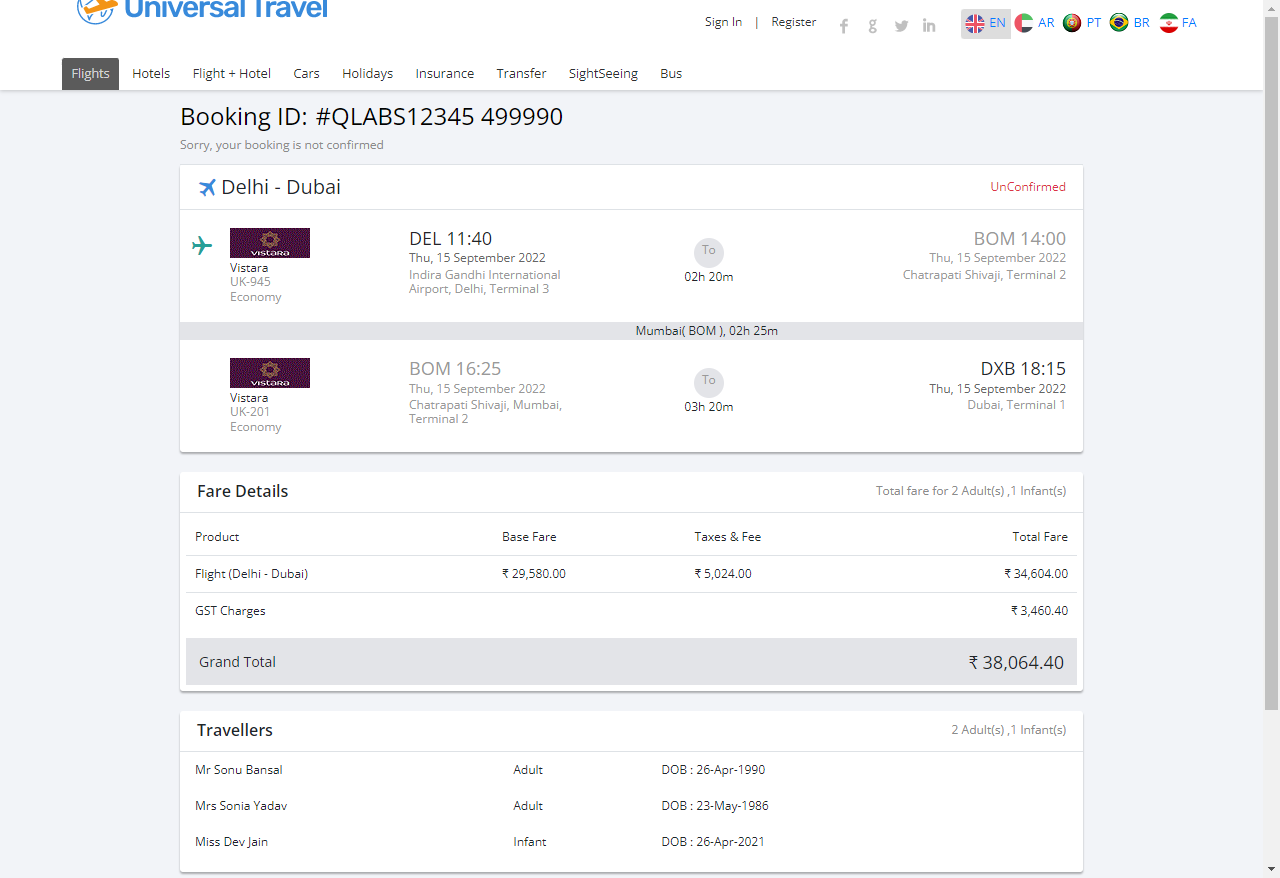 Universal Travel
Sign In | Register
EN AR PT BR FA
Flights Hotels Flight + Hotel Cars Holidays Insurance Transfer SightSeeing Bus
Booking ID: #QLABS12345 499990
Sorry, your booking is not confirmed
Delhi - Dubai UnConfirmed
vistara
Vistara
UK-945
Economy
DEL 11:40
Thu, 15 September 2022
Indira Gandhi International
Airport, Delhi, Terminal 3
To
02h 20m
BOM 14:00
Thu, 15 September 2022
Chatrapati Shivaji, Terminal 2
Mumbai( BOM ), 02h 25m
vistara
Vistara
UK-201
Economy
BOM 16:25
Thu, 15 September 2022
Chatrapati Shivaji, Mumbai,
Terminal 2
To
03h 20m
DXB 18:15
Thu, 15 September 2022
Dubai, Terminal 1
Fare Details Total fare for 2 Adult(s) ,1 Infant(s)
Product Base Fare Taxes & Fee Total Fare
Flight (Delhi - Dubai) ₹ 29,580.00 ₹ 5,024.00 ₹ 34,604.00
GST Charges ₹ 3,460.40
Grand Total ₹ 38,064.40
Travellers 2 Adult(s) ,1 Infant(s)
Mr Sonu Bansal Adult DOB : 26-Apr-1990
Mrs Sonia Yadav Adult DOB : 23-May-1986
Miss Dev Jain Infant DOB : 26-Apr-2021